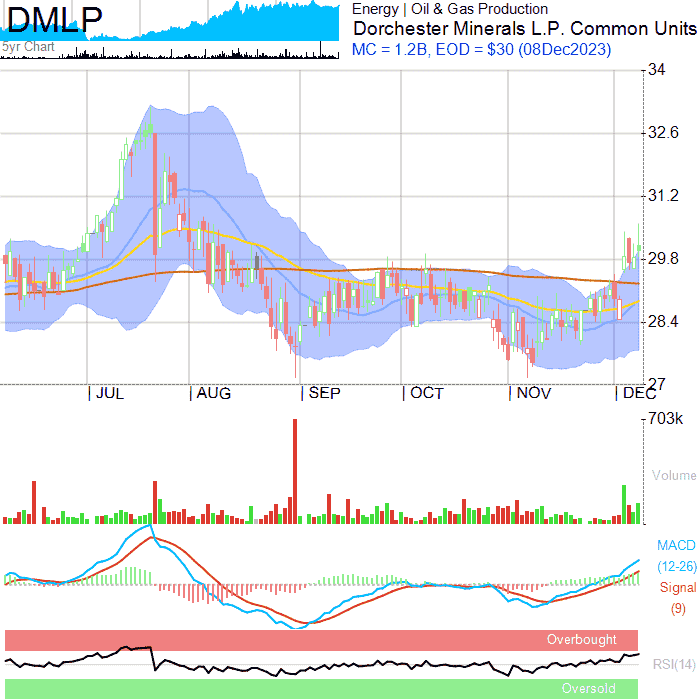 DMLP
5yr Chart
Energy | Oil & Gas Production
Dorchester Minerals L.P. Common Units
MC = 1.2B, EOD = $30 (08Dec2023)
34
32.6
31.2
29.8
28.4
27
| JUL | AUG | SEP | OCT | NOV | DEC
703k
Volume
MACD
(12-26)
Signal
(9)
Overbought
RSI(14)
Oversold